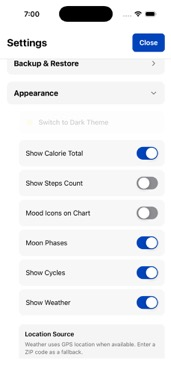 7:00
Settings
Close
Backup & Restore
Appearance
Switch to Dark Theme
Show Calorie Total
Show Steps Count
Mood Icons on Chart
Moon Phases
Show Cycles
Show Weather
Location Source
Weather uses GPS location when available. Enter a
ZIP code as a fallback.